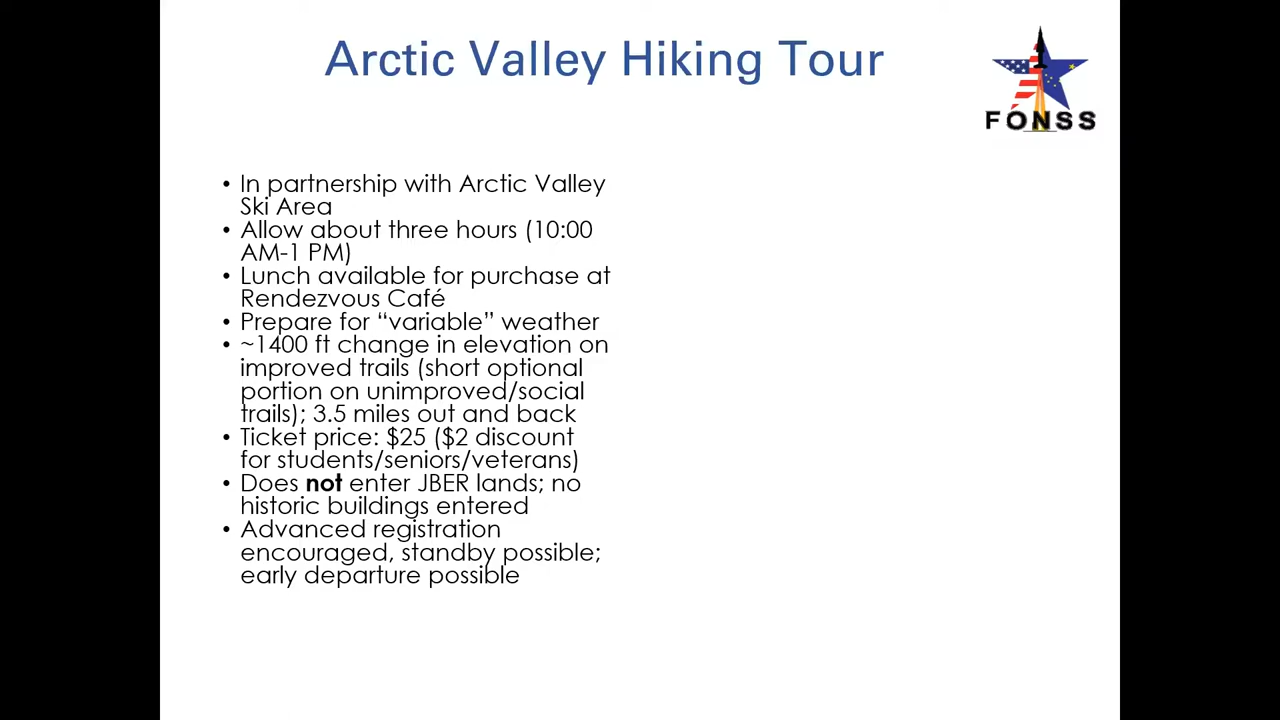 Arctic Valley Hiking Tour
FONSS
• In partnership with Arctic Valley
Ski Area
• Allow about three hours (10:00
AM-1 PM)
• Lunch available for purchase at
Rendezvous Café
• Prepare for “variable” weather
• ~1400 ft change in elevation on
improved trails (short optional
portion on unimproved/social
trails); 3.5 miles out and back
• Ticket price: $25 ($2 discount
for students/seniors/veterans)
• Does not enter JBER lands; no
historic buildings entered
• Advanced registration
encouraged, standby possible;
early departure possible